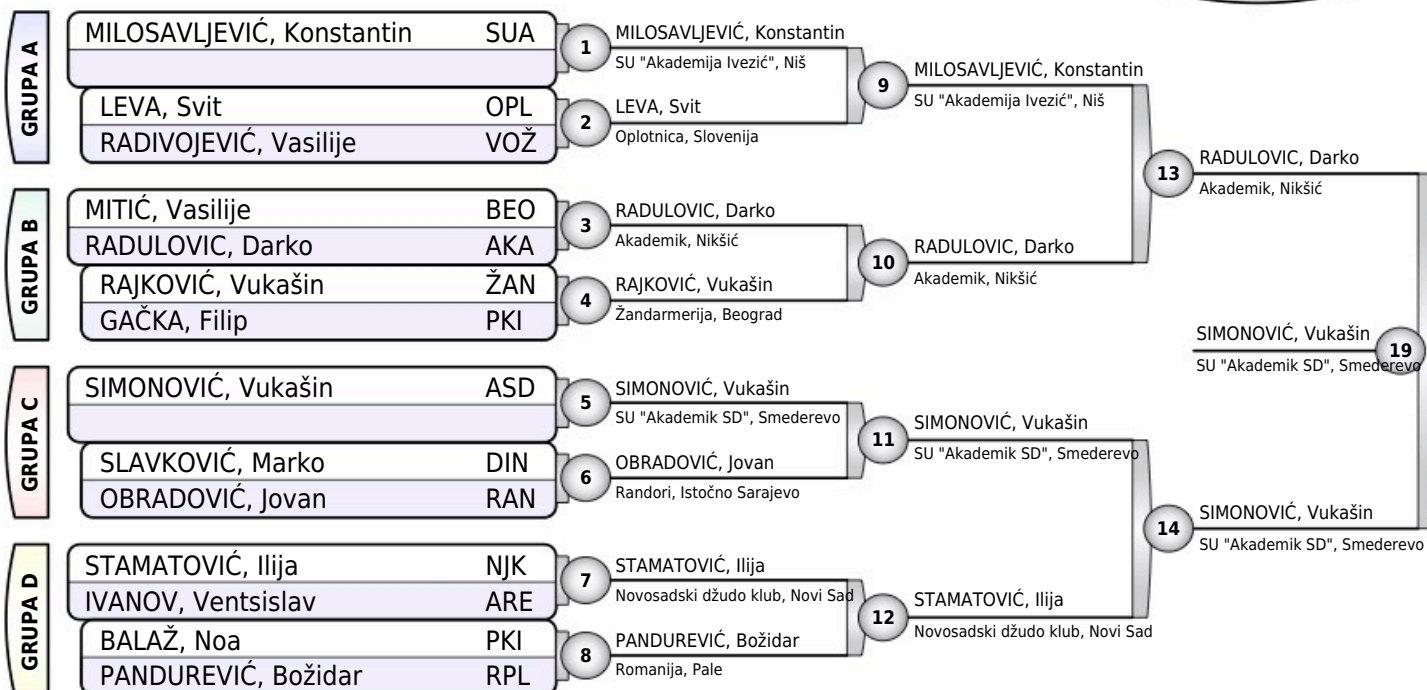 GRUPA A
MILOSAVLJEVIĆ, Konstantin SUA
LEVA, Svit OPL
RADIVOJEVIĆ, Vasilije VOŽ
GRUPA B
MITIĆ, Vasilije BEO
RADULOVIC, Darko AKA
RAJKOVIĆ, Vukašin ŽAN
GAČKA, Filip PKI
GRUPA C
SIMONOVIĆ, Vukašin ASD
SLAVKOVIĆ, Marko DIN
OBRADOVIĆ, Jovan RAN
GRUPA D
STAMATOVIĆ, Ilija NJK
IVANOV, Ventsislav ARE
BALAŽ, Noa PKI
PANDUREVIĆ, Božidar RPL
1
MILOSAVLJEVIĆ, Konstantin
SU "Akademija Ivezić", Niš
2
LEVA, Svit
Oplotnica, Slovenija
3
RADULOVIC, Darko
Akademik, Nikšić
4
RAJKOVIĆ, Vukašin
Žandarmerija, Beograd
5
SIMONOVIĆ, Vukašin
SU "Akademik SD", Smederevo
6
OBRADOVIĆ, Jovan
Randori, Istočno Sarajevo
7
STAMATOVIĆ, Ilija
Novosadski džudo klub, Novi Sad
8
PANDUREVIĆ, Božidar
Romanija, Pale
9
MILOSAVLJEVIĆ, Konstantin
SU "Akademija Ivezić", Niš
10
RADULOVIC, Darko
Akademik, Nikšić
11
SIMONOVIĆ, Vukašin
SU "Akademik SD", Smederevo
12
STAMATOVIĆ, Ilija
Novosadski džudo klub, Novi Sad
13
RADULOVIC, Darko
Akademik, Nikšić
14
SIMONOVIĆ, Vukašin
SU "Akademik SD", Smederevo
SIMONOVIĆ, Vukašin
SU "Akademik SD", Smederevo
19